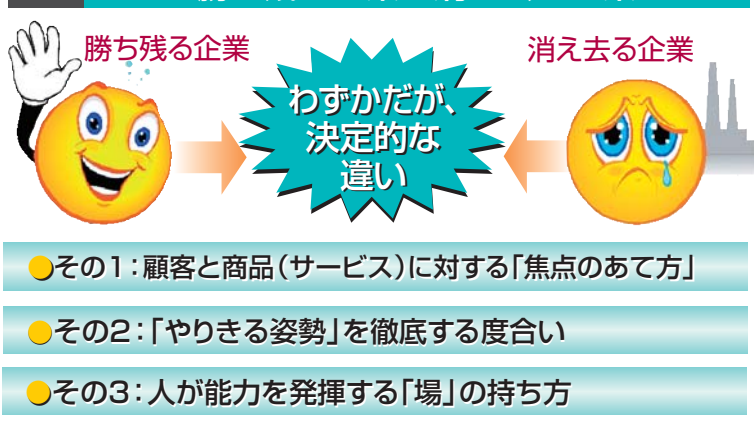 勝ち残る企業
消え去る企業
わずかだが、
決定的な
違い
●その1:顧客と商品(サービス)に対する「焦点のあて方」
●その2:「やりきる姿勢」を徹底する度合い
●その3:人が能力を発揮する「場」の持ち方